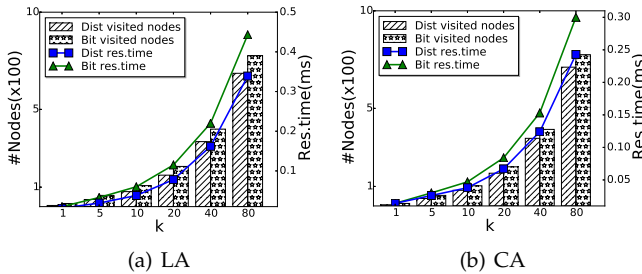 10
5
1
#Nodes(x100)
Dist visited nodes
Bit visited nodes
Dist res.time
Bit res.time
0.5
0.4
0.3
0.2
0.1
Res.time(ms)
1 5 10 20 40 80
k
(a) LA
10
5
1
#Nodes(x100)
Dist visited nodes
Bit visited nodes
Dist res.time
Bit res.time
0.30
0.25
0.20
0.15
0.10
0.05
Res.time(ms)
1 5 10 20 40 80
k
(b) CA